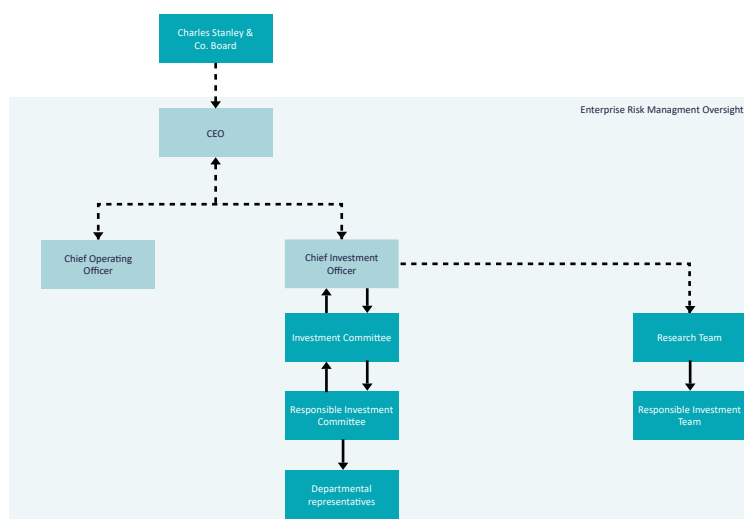 Charles Stanley &
Co. Board
Enterprise Risk Managment Oversight
CEO
Chief Operating
Officer
Chief Investment
Officer
Investment Committee
Research Team
Responsible Investment
Committee
Responsible Investment
Team
Departmental
representatives